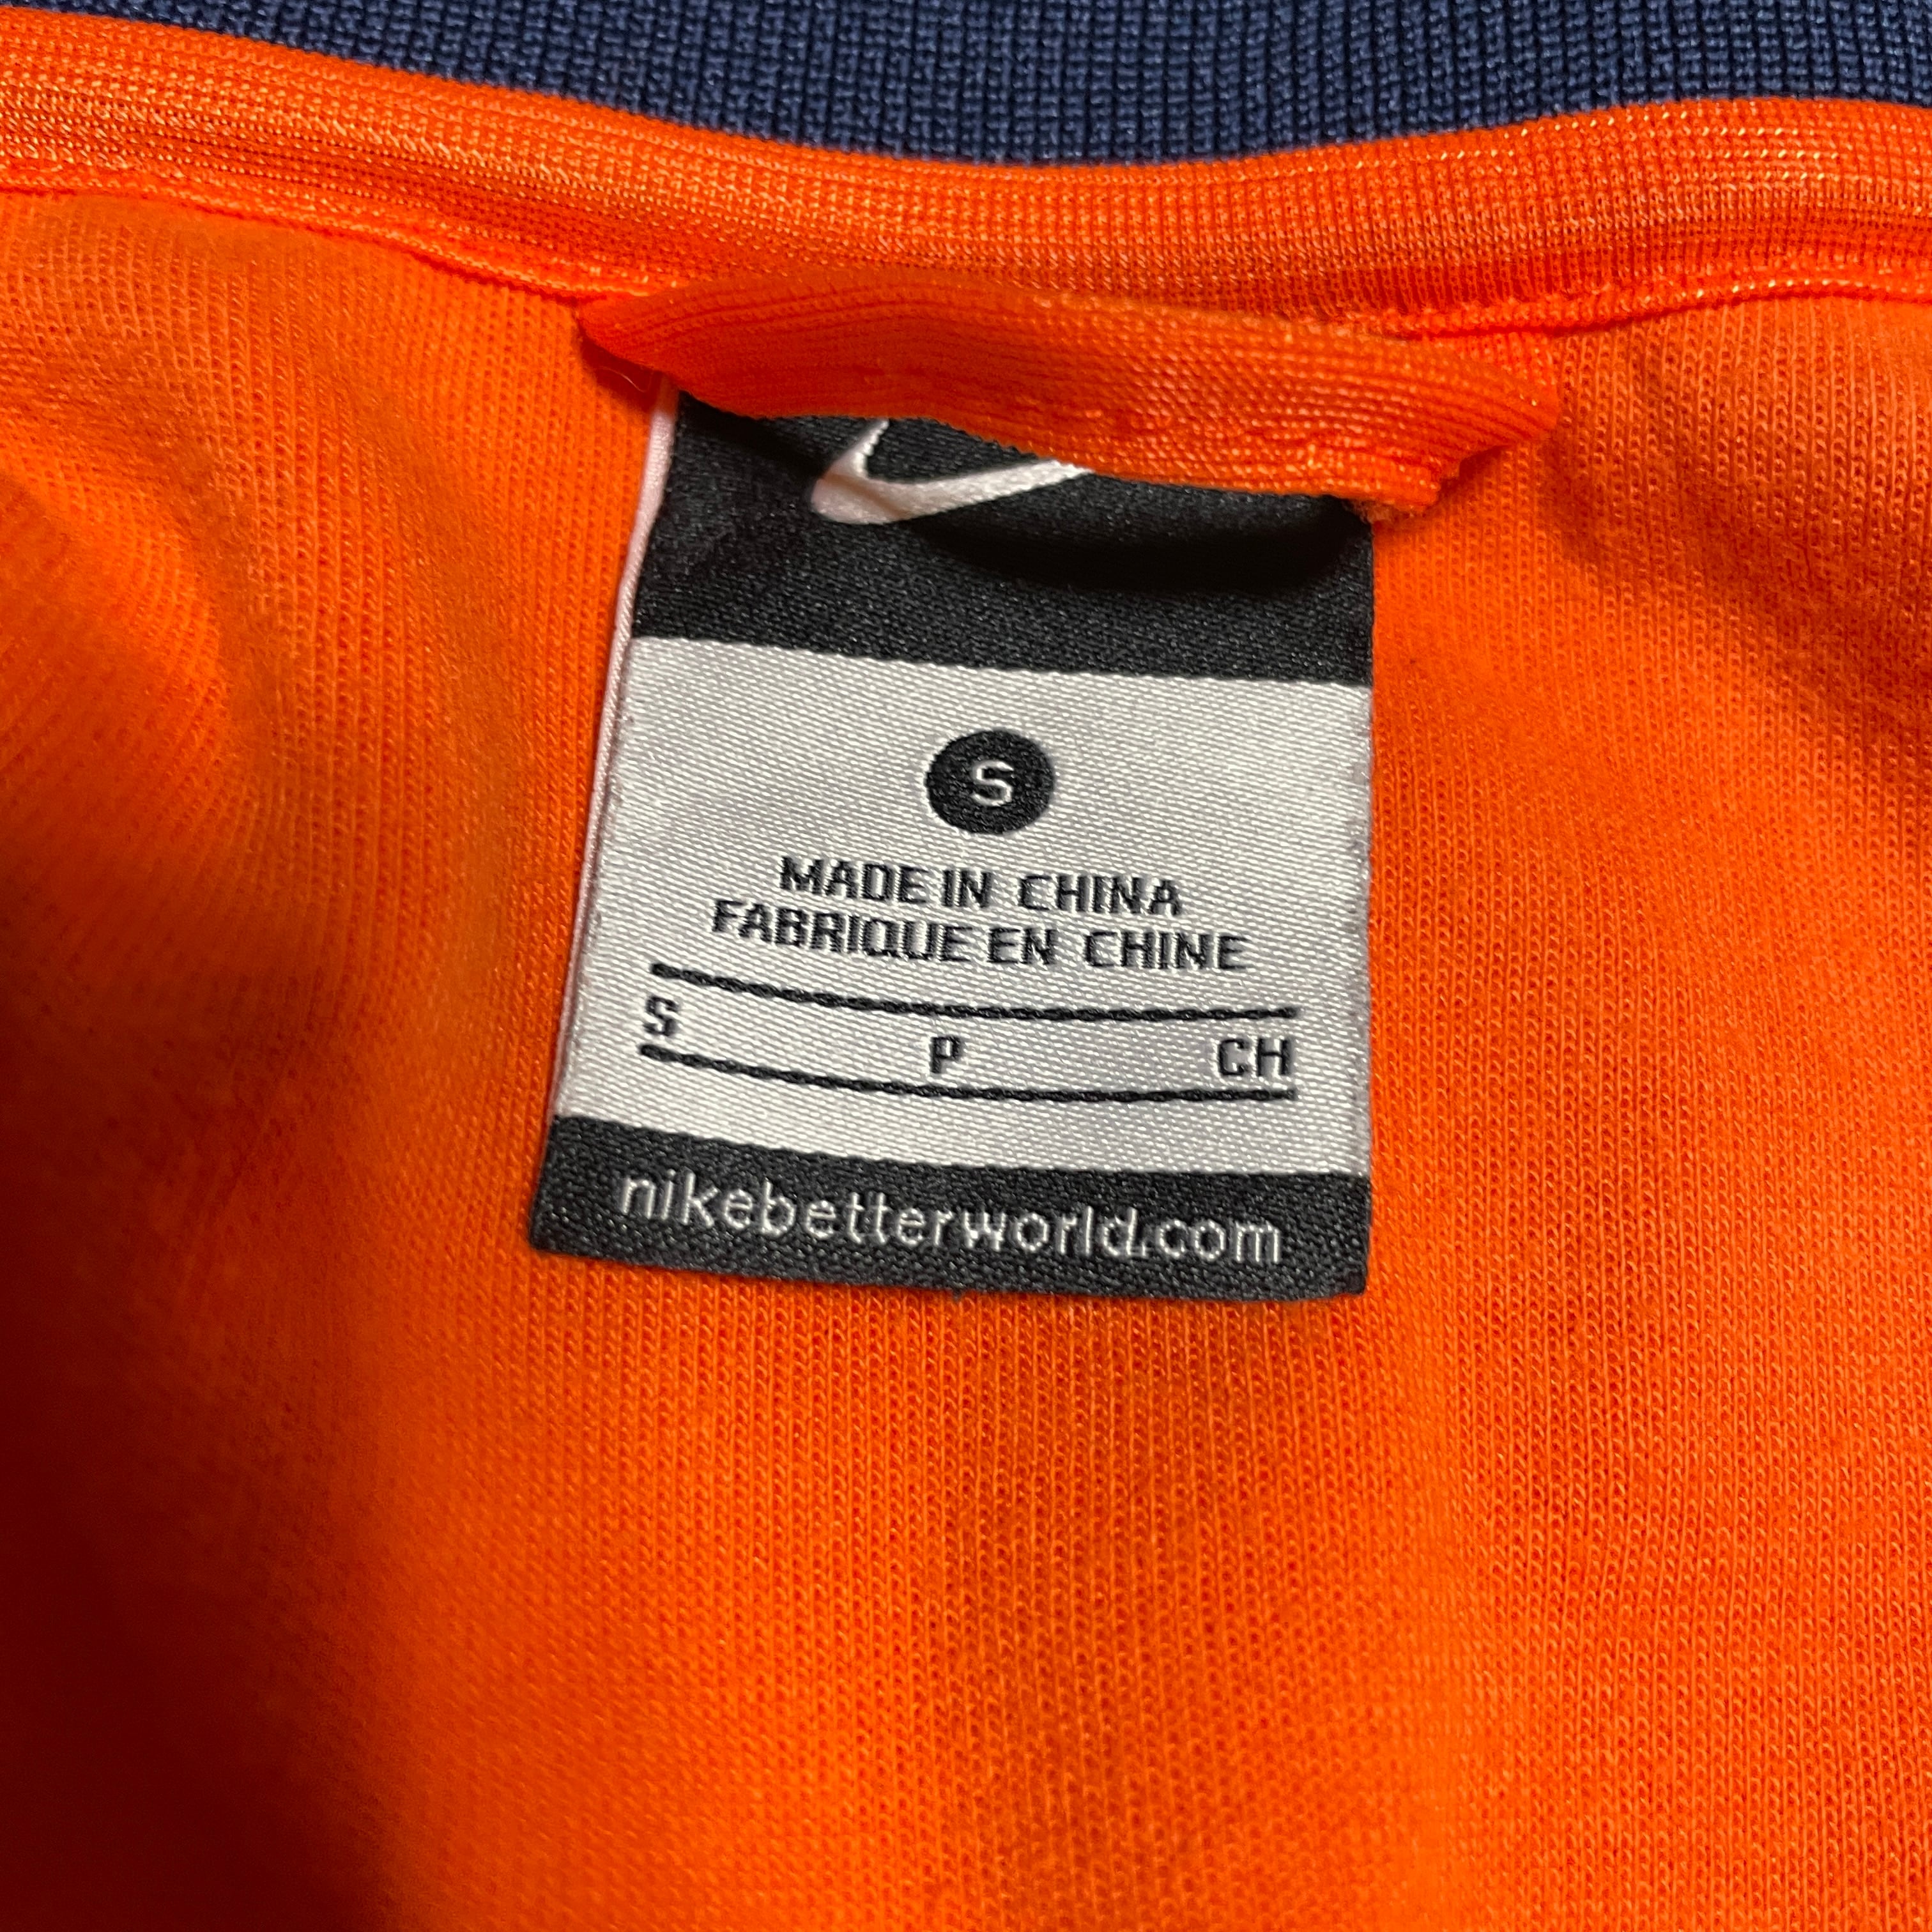 S
MADE IN CHINA
FABRIQUE EN CHINE
S P CH
nikebetterworld.com